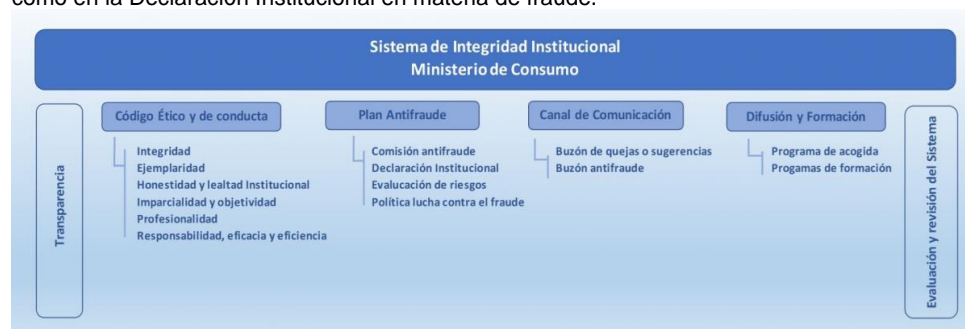 como en la Declaración Institucional en materia de fraude.
Sistema de Integridad Institucional
Ministerio de Consumo
Transparencia
Código Ético y de conducta
Integridad
Ejemplaridad
Honestidad y lealtad Institucional
Imparcialidad y objetividad
Profesionalidad
Responsabilidad, eficacia y eficiencia
Plan Antifraude
Comisión antifraude
Declaración Institucional
Evalucación de riesgos
Política lucha contra el fraude
Canal de Comunicación
Buzón de quejas o sugerencias
Buzón antifraude
Difusión y Formación
Programa de acogida
Progamas de formación
Evaluación y revisión del Sistema